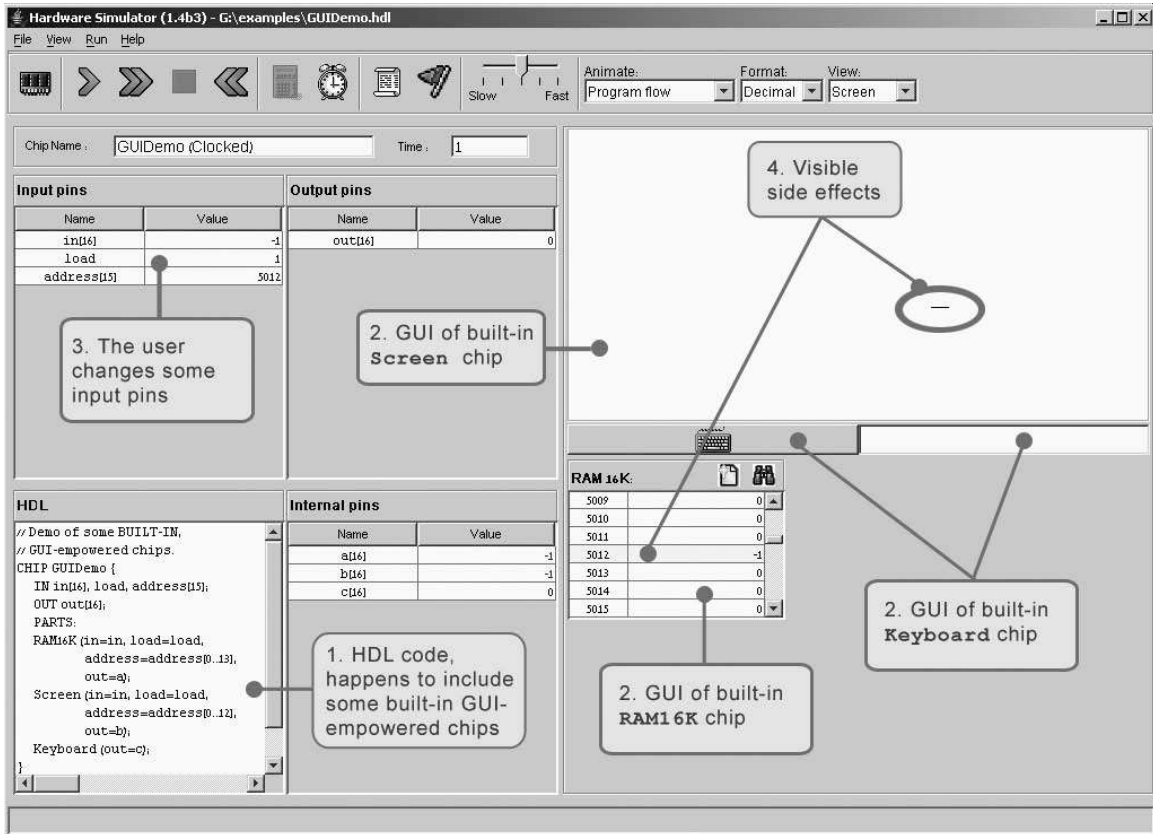 Hardware Simulator (1.4b3) - G:\examples\GUIDemo.hdl
File View Run Help
Slow Fast
Animate:
Program flow
Format:
Decimal
View:
Screen
Chip Name : GUIDemo (Clocked)
Time : 1
Input pins
Name Value
in[16] -1
load 1
address[15] 5012
3. The user
changes some
input pins
Output pins
Name Value
out[16] 0
2. GUI of built-in
Screen chip
4. Visible
side effects
HDL
// Demo of some BUILT-IN,
// GUI-empowered chips.
CHIP GUIDemo {
IN in[16], load, address[15];
OUT out[16];
PARTS:
RAM16K (in=in, load=load,
address=address[0..13],
out=a);
Screen (in=in, load=load,
address=address[0..12],
out=b);
Keyboard (out=c);
}
Internal pins
Name Value
a[16] -1
b[16] -1
c[16] 0
1. HDL code,
happens to include
some built-in GUI-
empowered chips
RAM 16K:
5009 0
5010 0
5011 0
5012 -1
5013 0
5014 0
5015 0
2. GUI of built-in
RAM16K chip
2. GUI of built-in
Keyboard chip